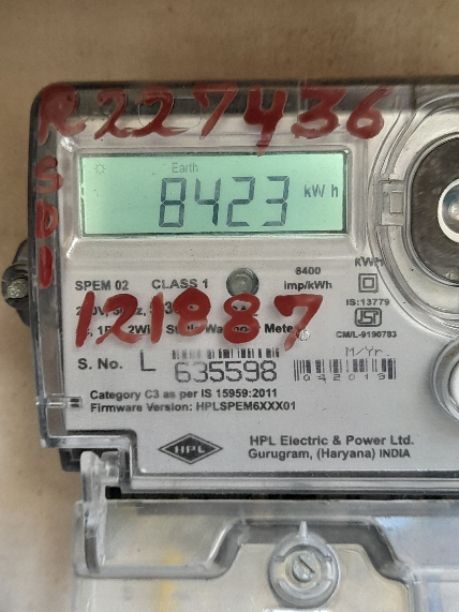 R227436
SDI
Earth
8423 kWh
6400
imp/kWh
KWH
SPEM 02 CLASS 1
IS:13779
121887
CM/L-9190783
M/Yr.
S. No. L 635598
042019
Category C3 as per IS 15959:2011
Firmware Version: HPLSPEM6XXX01
HPL
HPL Electric & Power Ltd.
Gurugram, (Haryana) INDIA